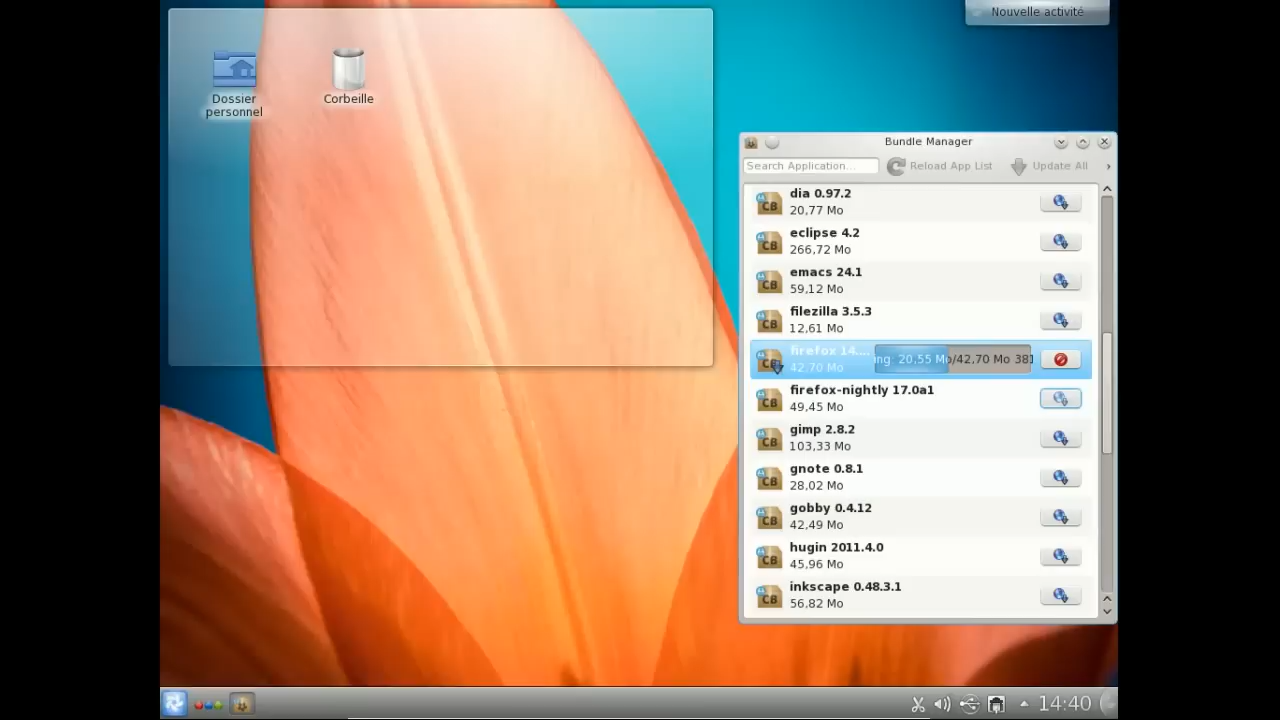 Nouvelle activité
Dossier
personnel
Corbeille
Bundle Manager
Search Application...
Reload App List
Update All
dia 0.97.2
20,77 Mo
eclipse 4.2
266,72 Mo
emacs 24.1
59,12 Mo
filezilla 3.5.3
12,61 Mo
firefox 14....
42,70 Mo
ng: 20,55 Mo/42,70 Mo 381
firefox-nightly 17.0a1
49,45 Mo
gimp 2.8.2
103,33 Mo
gnote 0.8.1
28,02 Mo
gobby 0.4.12
42,49 Mo
hugin 2011.4.0
45,96 Mo
inkscape 0.48.3.1
56,82 Mo
14:40